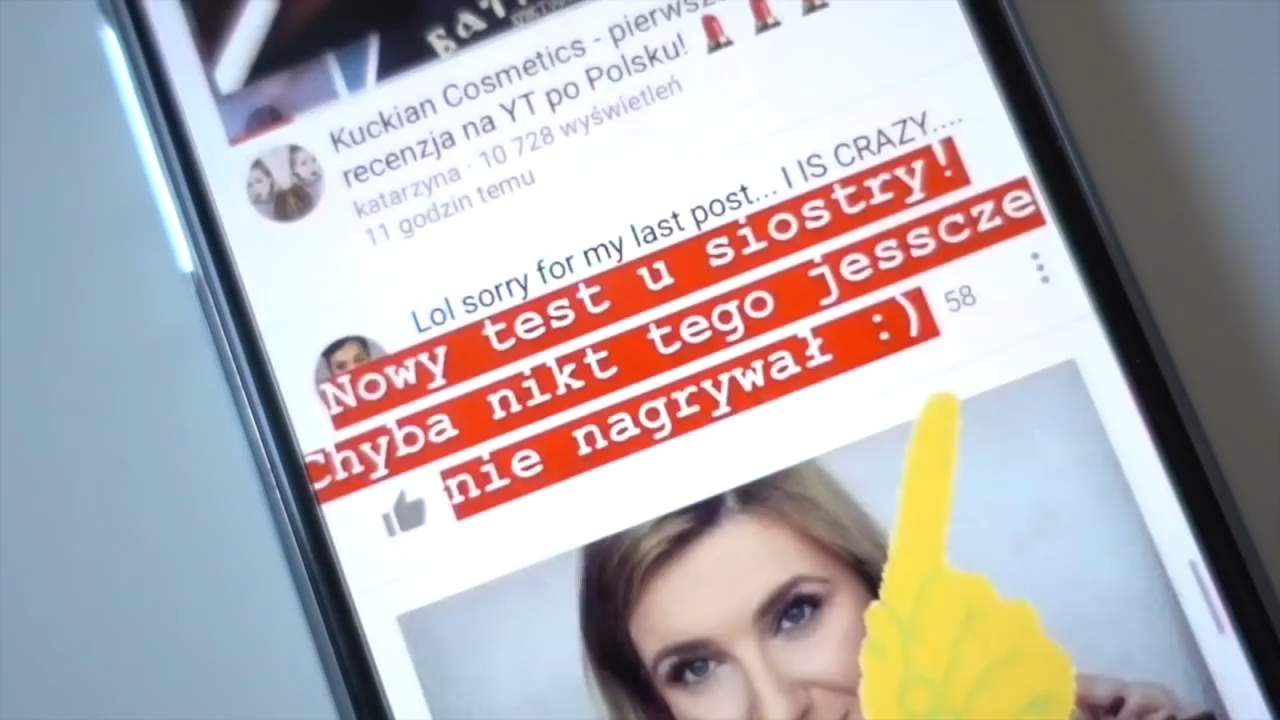 Kuckian Cosmetics - pierwsza
recenzja na YT po Polsku!
katarzyna · 10 728 wyświetleń
11 godzin temu
Lol sorry for my last post... I IS CRAZY....
Nowy test u siostry!
Chyba nikt tego jesscze
nie nagrywał :)
58